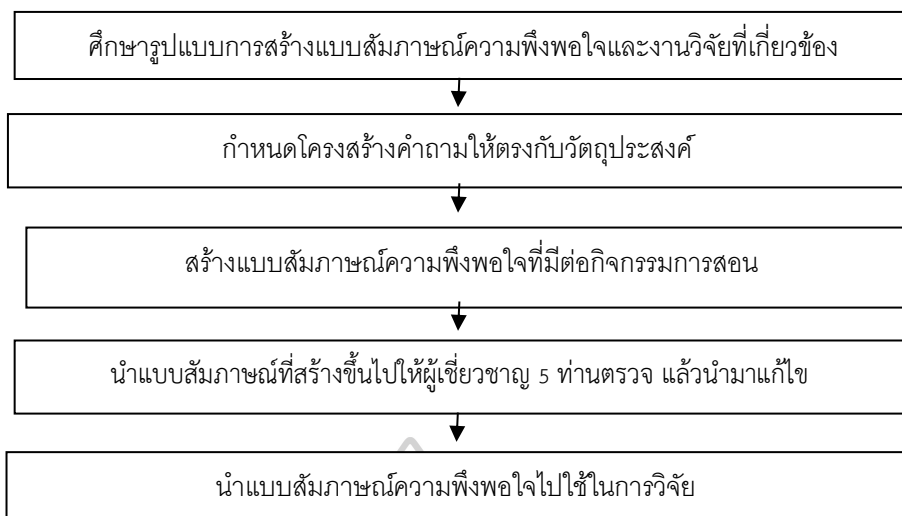 ศึกษารูปแบบการสร้างแบบสัมภาษณ์ความพึงพอใจและงานวิจัยที่เกี่ยวข้อง
กำหนดโครงสร้างคำถามให้ตรงกับวัตถุประสงค์
สร้างแบบสัมภาษณ์ความพึงพอใจที่มีต่อกิจกรรมการสอน
นำแบบสัมภาษณ์ที่สร้างขึ้นไปให้ผู้เชี่ยวชาญ 5 ท่านตรวจ แล้วนำมาแก้ไข
นำแบบสัมภาษณ์ความพึงพอใจไปใช้ในการวิจัย